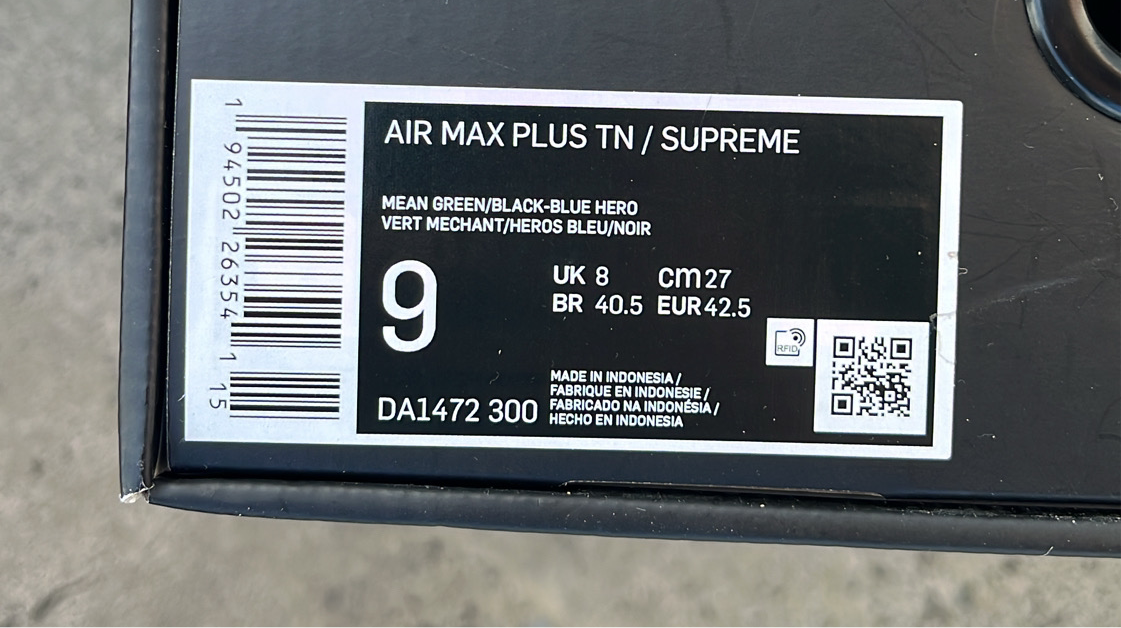 AIR MAX PLUS TN / SUPREME
MEAN GREEN/BLACK-BLUE HERO
VERT MECHANT/HEROS BLEU/NOIR
9
UK 8 cm 27
BR 40.5 EUR 42.5
RFID
DA1472 300
MADE IN INDONESIA /
FABRIQUE EN INDONESIE /
FABRICADO NA INDONÉSIA /
HECHO EN INDONESIA
1 94502 26354 1 15